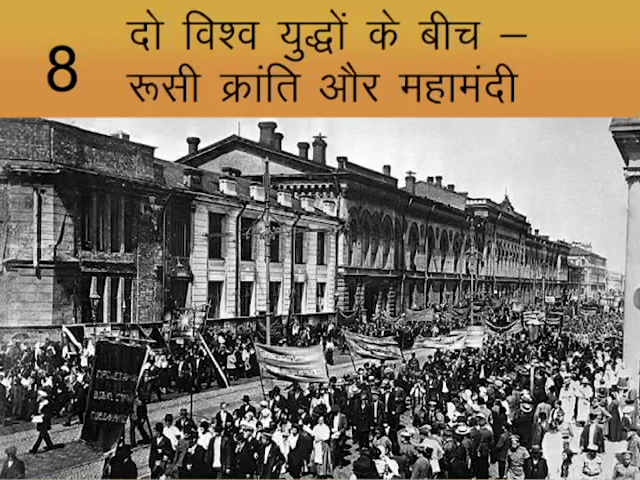 दो विश्व युद्धों के बीच –
8 रूसी क्रांति और महामंदी